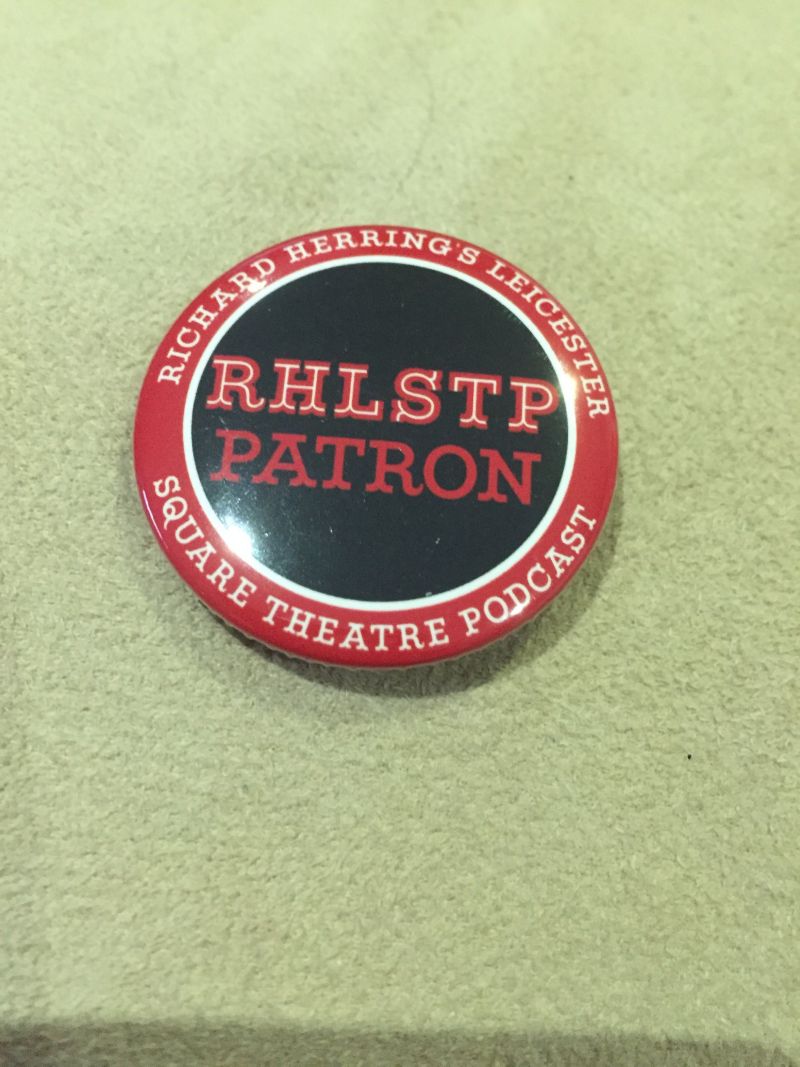 RICHARD HERRING'S LEICESTER
RHLSTP
PATRON
SQUARE THEATRE PODCAST